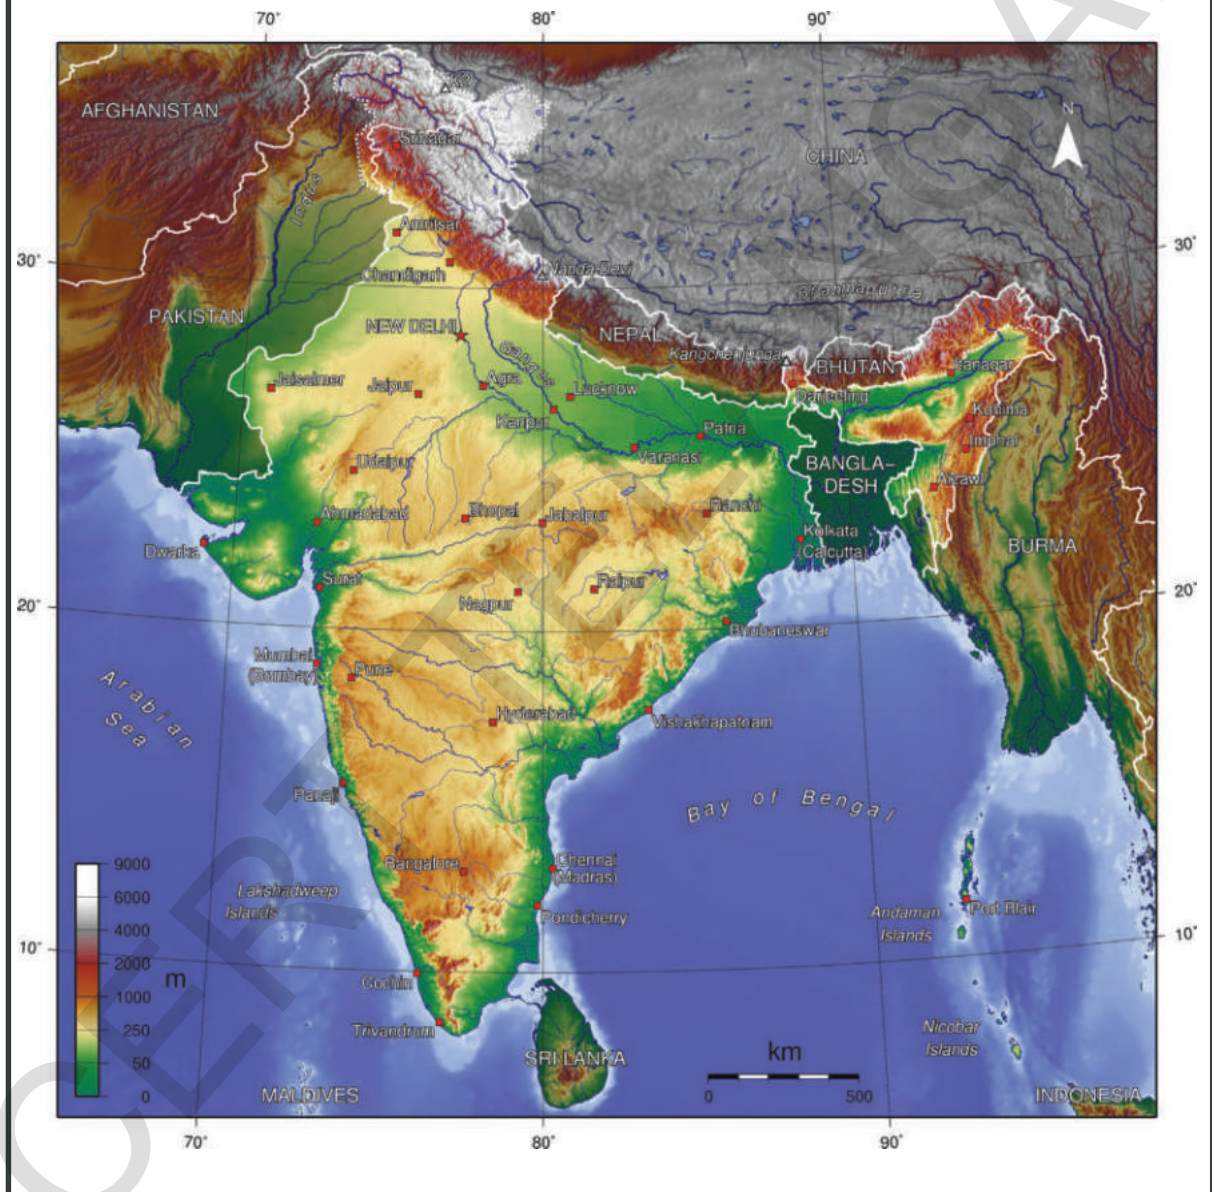 70˚ 80˚ 90˚
AFGHANISTAN
K2
N
Srinagar
CHINA
Indus
Amritsar
30˚ 30˚
Chandigarh
Nanda Devi
Brahmaputra
PAKISTAN
NEW DELHI
NEPAL
Ganges
Kangchenjunga
BHUTAN
Itanagar
Jaisalmer
Jaipur
Agra
Lucknow
Darjeeling
Kohima
Kanpur
Patna
Imphal
Varanasi
Udaipur
BANGLA–
DESH
Aizawl
Ahmadabad
Bhopal
Jabalpur
Ranchi
Dwarka
Kolkata
(Calcutta)
BURMA
Surat
Raipur
Nagpur
20˚ 20˚
Bhubaneswar
Mumbai
(Bombay)
Pune
Arabian
Sea
Hyderabad
Vishakhapatnam
Panaji
Bay of Bengal
Bangalore
Chennai
(Madras)
9000
6000
4000
2000
1000
250
50
0
m
Lakshadweep
Islands
Pondicherry
Andaman
Islands
Port Blair
10˚ 10˚
Cochin
Trivandrum
Nicobar
Islands
SRI LANKA
km
0 500
MALDIVES
INDONESIA
70˚ 80˚ 90˚